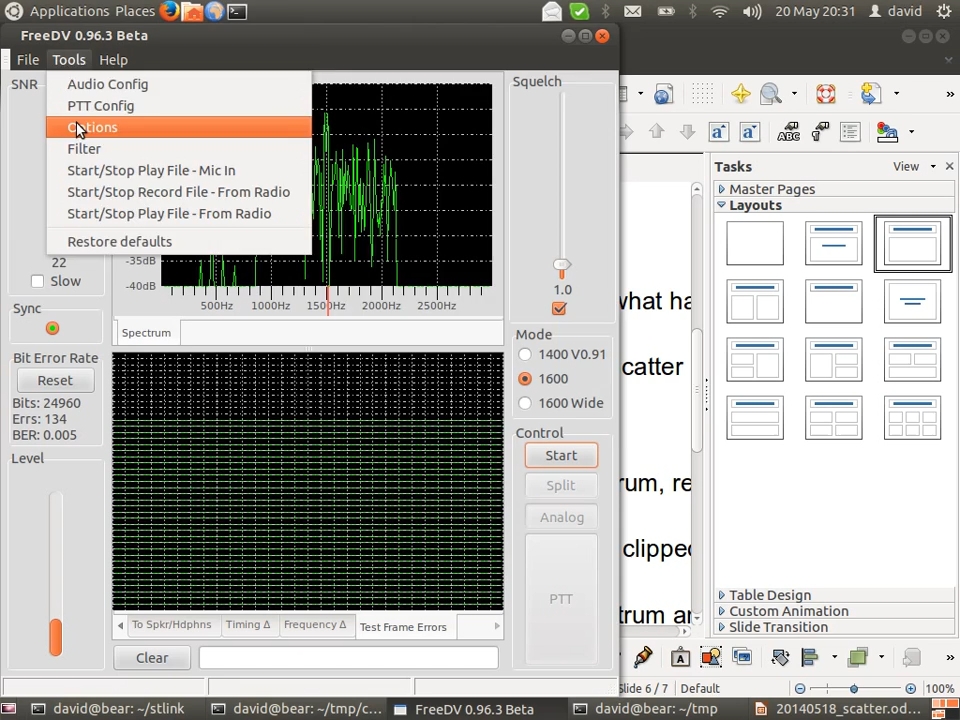 Applications Places
20 May 20:31
david
FreeDV 0.96.3 Beta
File Tools Help
SNR
Audio Config
PTT Config
Options
Filter
Start/Stop Play File - Mic In
Start/Stop Record File - From Radio
Start/Stop Play File - From Radio
Restore defaults
22
Slow
-35dB
-40dB
500Hz 1000Hz 1500Hz 2000Hz 2500Hz
Spectrum
Sync
Bit Error Rate
Reset
Bits: 24960
Errs: 134
BER: 0.005
Level
To Spkr/Hdphns Timing Δ Frequency Δ Test Frame Errors
Clear
Squelch
1.0
Mode
1400 V0.91
1600
1600 Wide
Control
Start
Split
Analog
PTT
what ha
catter
rum, re
clipped
trum a
Tasks
View
Master Pages
Layouts
Table Design
Custom Animation
Slide Transition
Slide 6 / 7 Default 100%
david@bear: ~/stlink
david@bear: ~/tmp/c...
FreeDV 0.96.3 Beta
david@bear: ~/tmp
20140518_scatter.od...